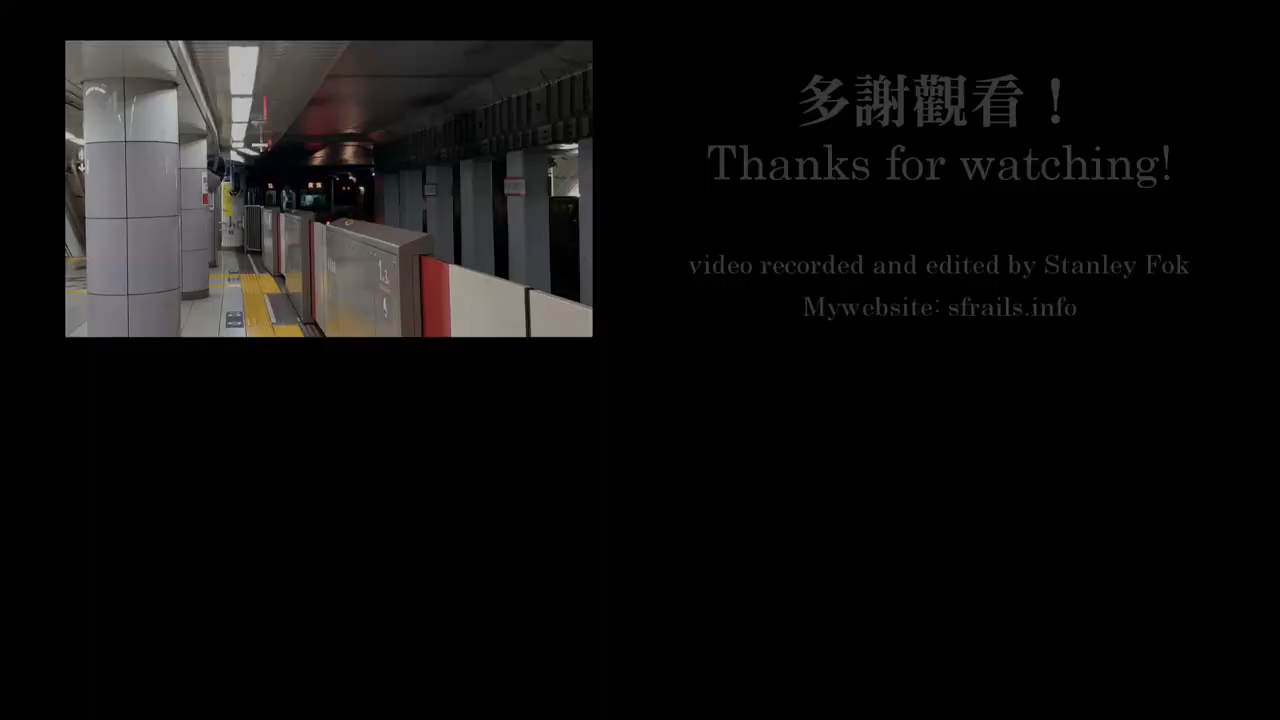 多謝觀看！
Thanks for watching!
video recorded and edited by Stanley Fok
Mywebsite: sfrails.info